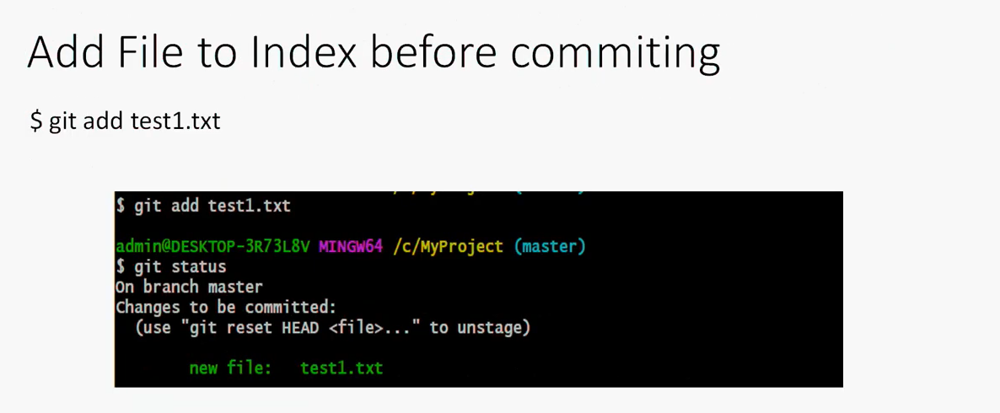 Add File to Index before commiting
$ git add test1.txt
$ git add test1.txt
admin@DESKTOP-3R73L8V MINGW64 /c/MyProject (master)
$ git status
On branch master
Changes to be committed:
(use "git reset HEAD <file>..." to unstage)
new file: test1.txt